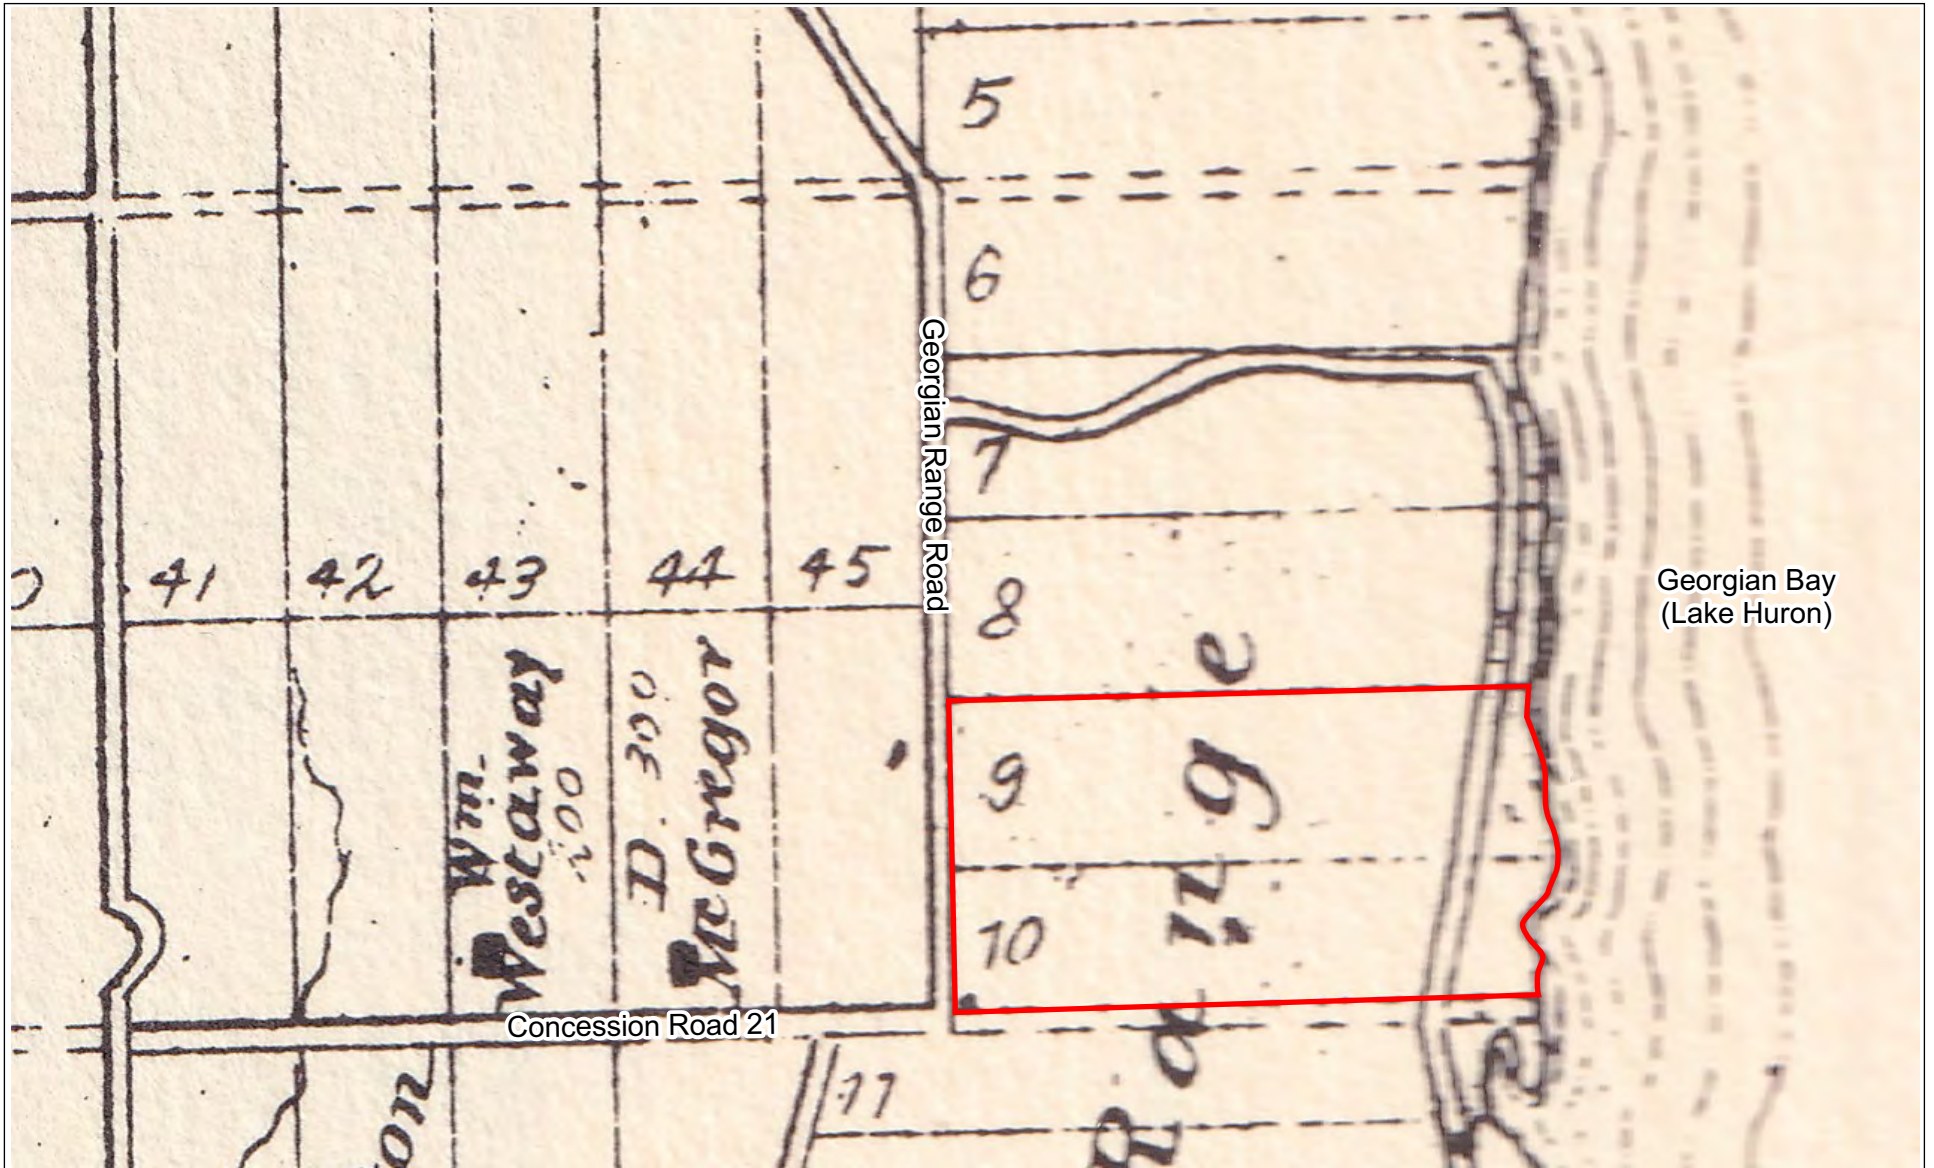 5
6
Georgian Range Road
7
41
42
43
44
45
8
Georgian Bay
(Lake Huron)
Wm.
Westaway
200
D. 300
McGregor
9
10
Range
Concession Road 21
11